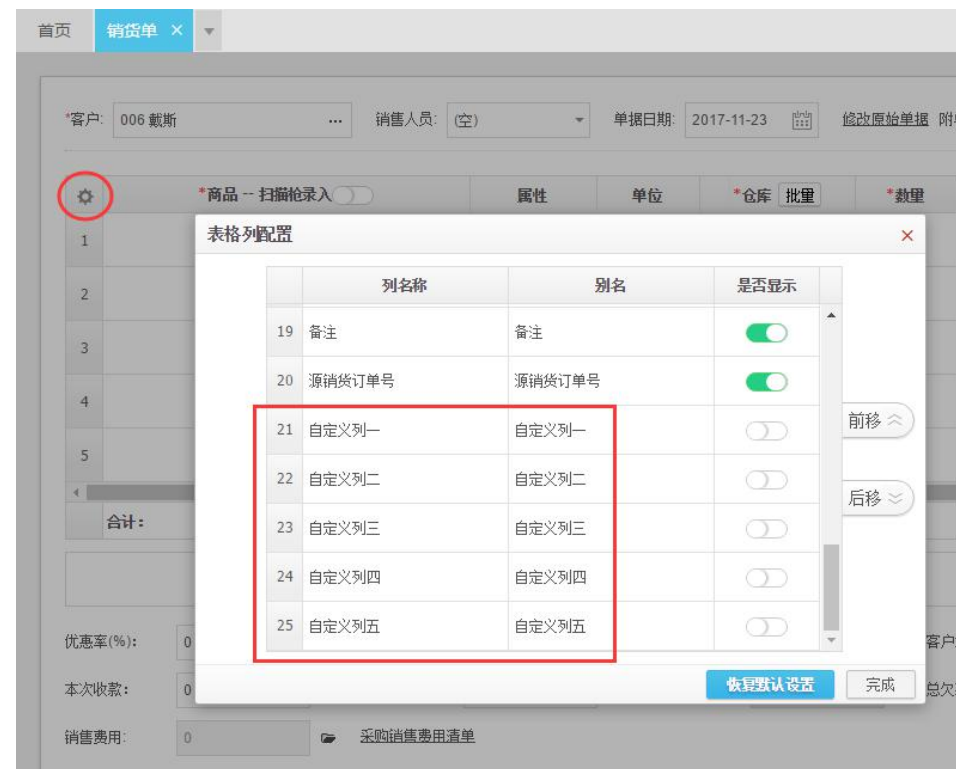 首页 销货单 ×
*客户: 006 戴斯 ... 销售人员: (空) 单据日期: 2017-11-23 修改原始单据
*商品 -- 扫描枪录入 属性 单位 *仓库 批量 *数量
1
2
3
4
5
合计:
表格列配置 ×
列名称 别名 是否显示
19 备注 备注
20 源销货订单号 源销货订单号
21 自定义列一 自定义列一
22 自定义列二 自定义列二
23 自定义列三 自定义列三
24 自定义列四 自定义列四
25 自定义列五 自定义列五
前移
后移
恢复默认设置 完成
优惠率(%): 0 客户
本次收款: 0 总欠
销售费用: 0 采购销售费用清单